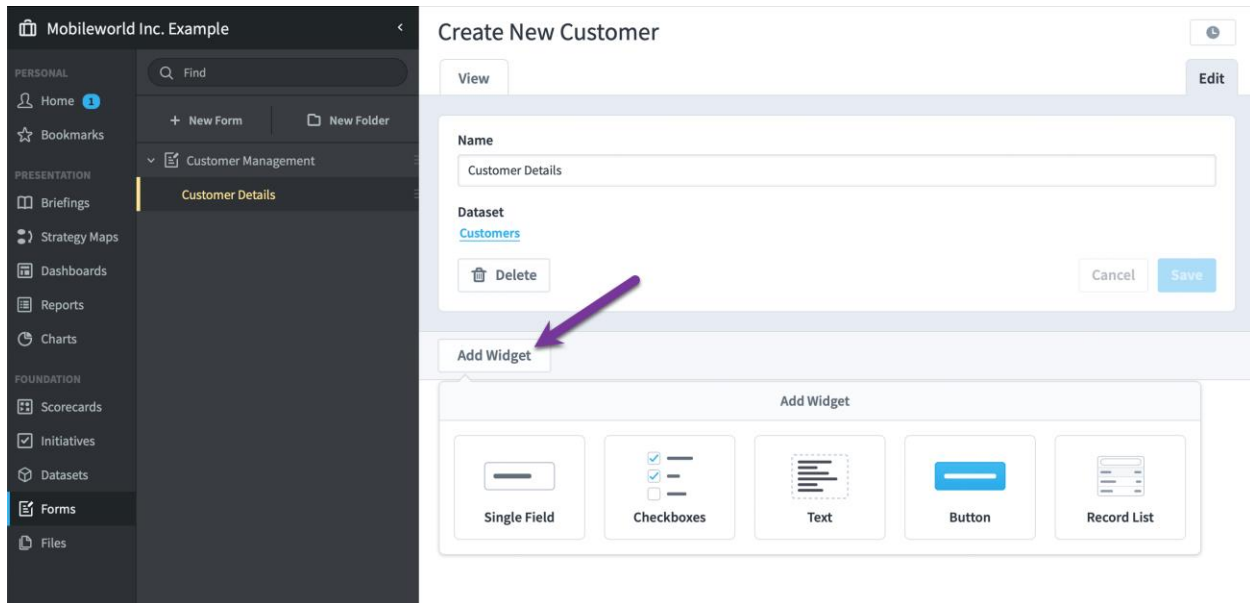 Mobileworld Inc. Example
PERSONAL
Home 1
Bookmarks
PRESENTATION
Briefings
Strategy Maps
Dashboards
Reports
Charts
FOUNDATION
Scorecards
Initiatives
Datasets
Forms
Files
Find
+ New Form
New Folder
Customer Management
Customer Details
Create New Customer
View
Edit
Name
Customer Details
Dataset
Customers
Delete
Cancel
Save
Add Widget
Add Widget
Single Field
Checkboxes
Text
Button
Record List